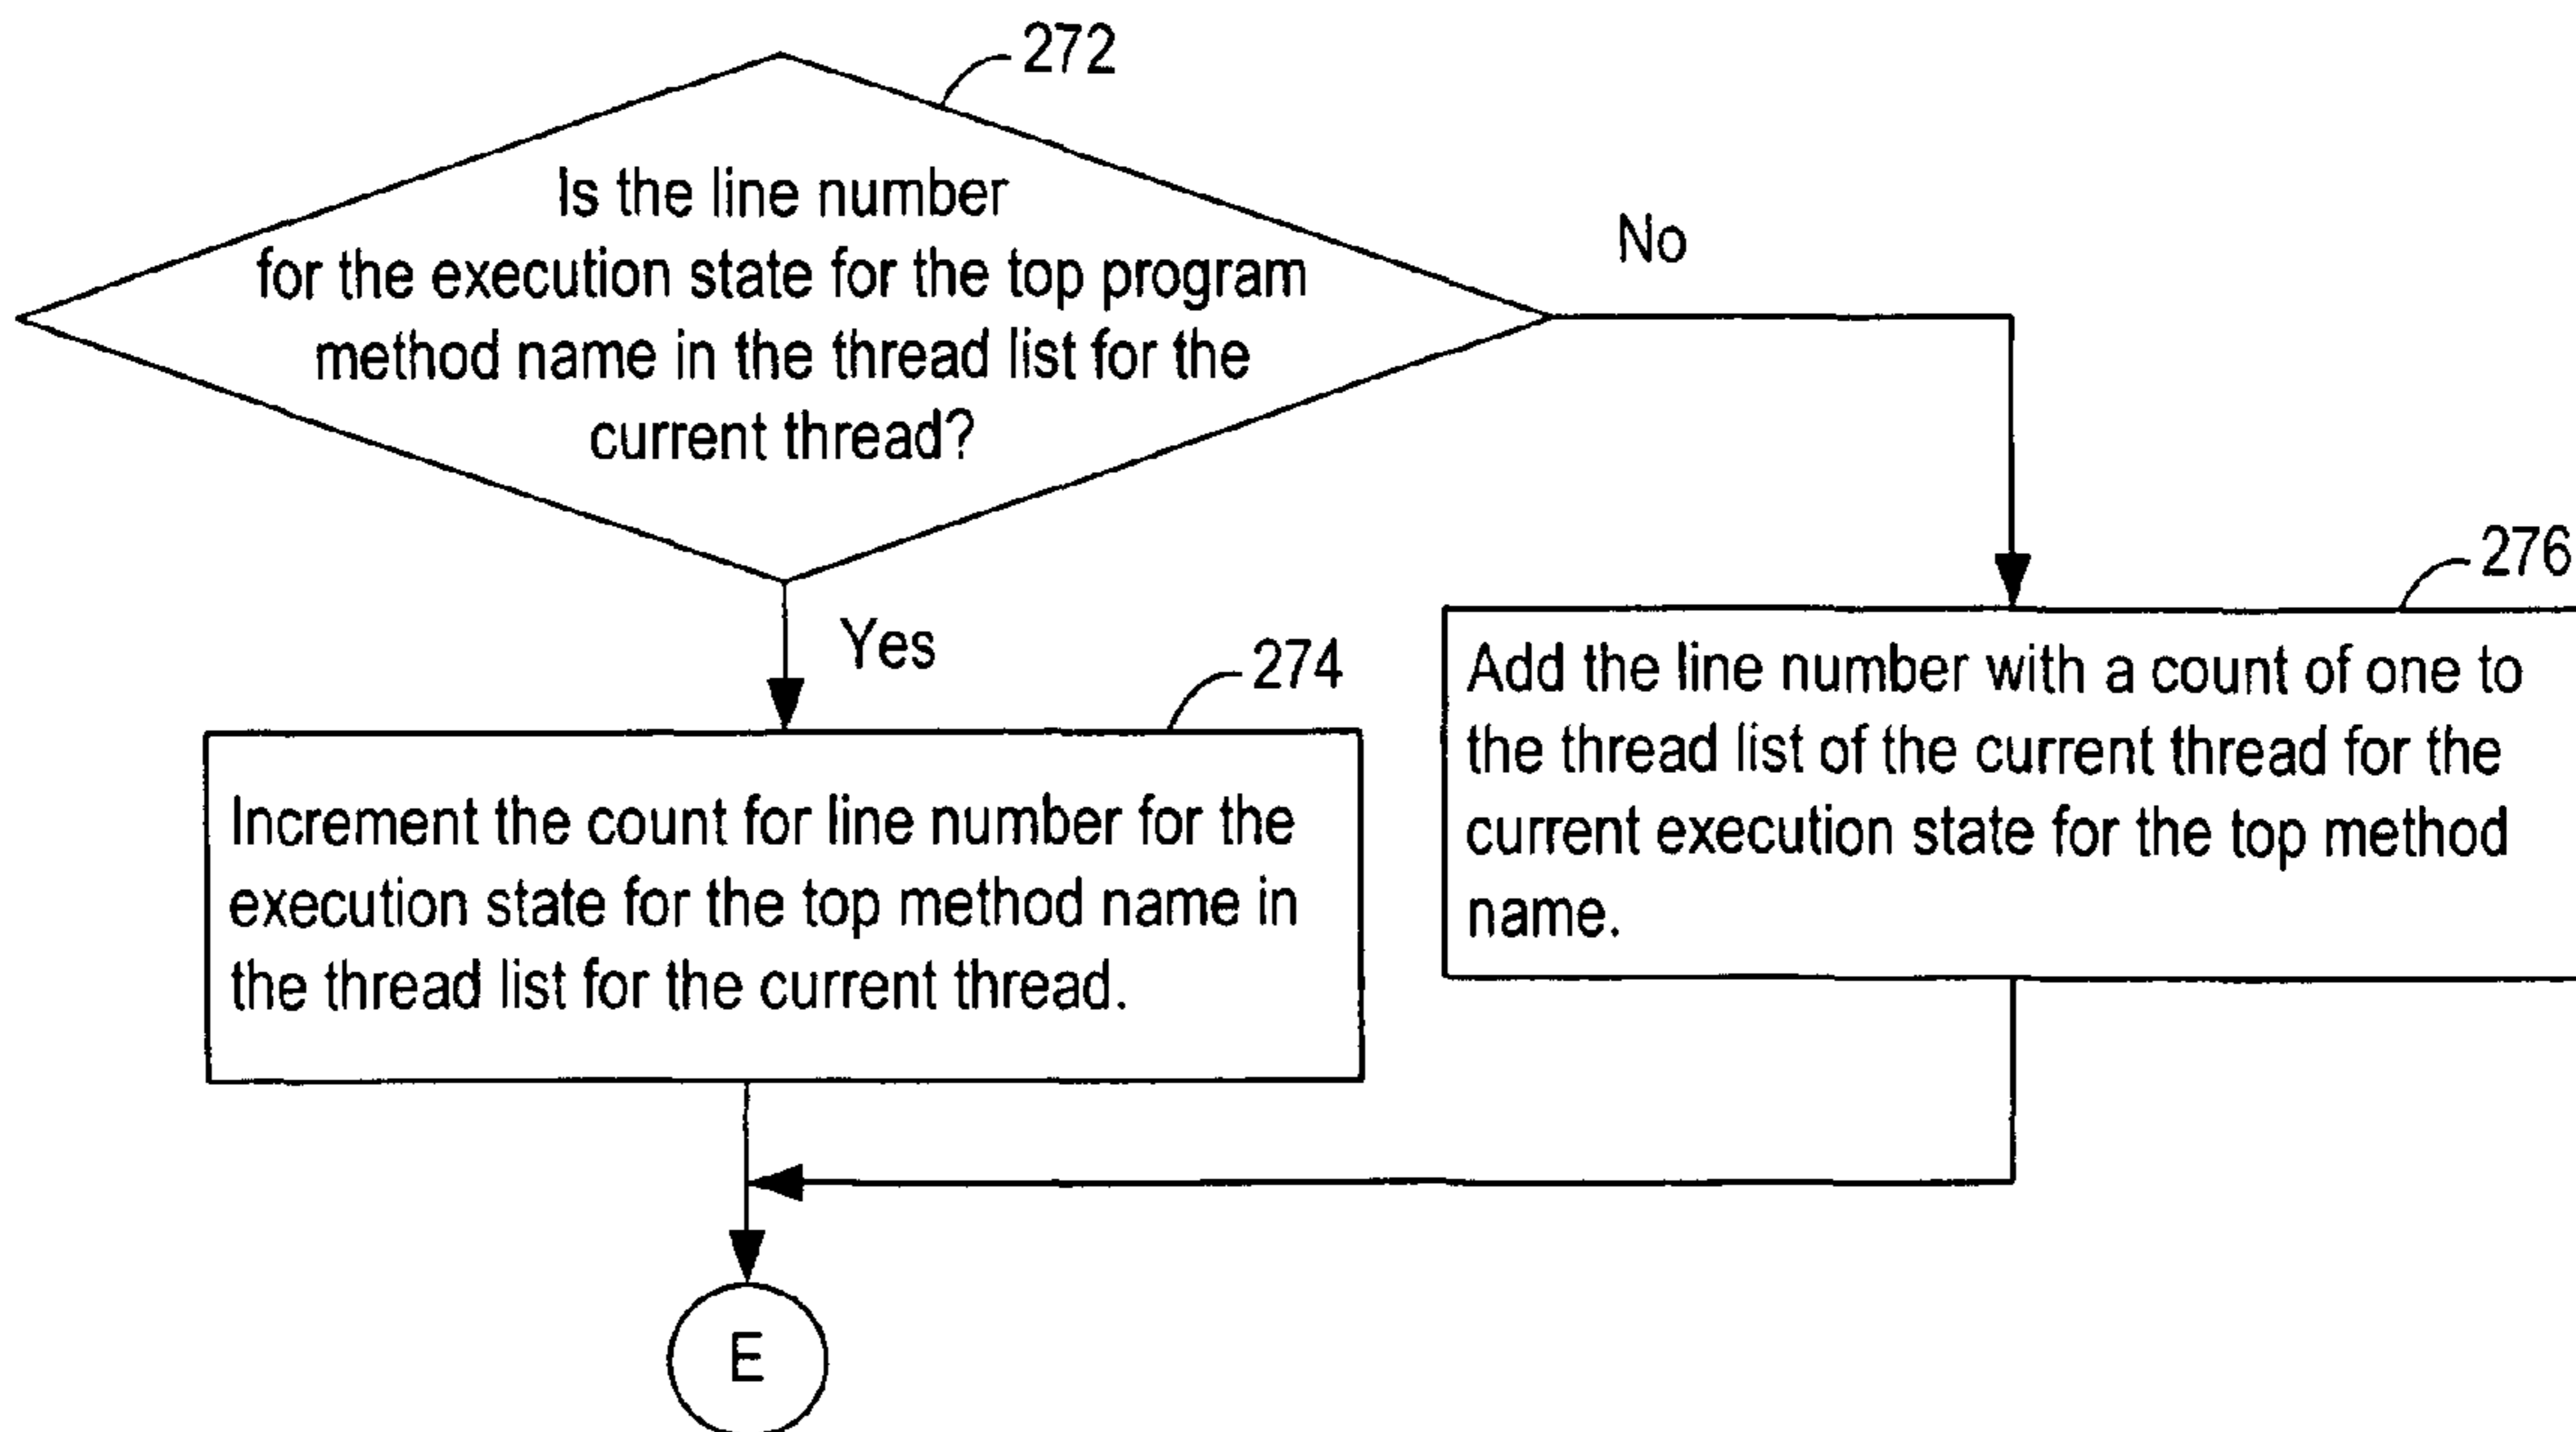 272
Is the line number
for the execution state for the top program
method name in the thread list for the
current thread?
No
Yes
276
Add the line number with a count of one to
the thread list of the current thread for the
current execution state for the top method
name.
274
Increment the count for line number for the
execution state for the top method name in
the thread list for the current thread.
E